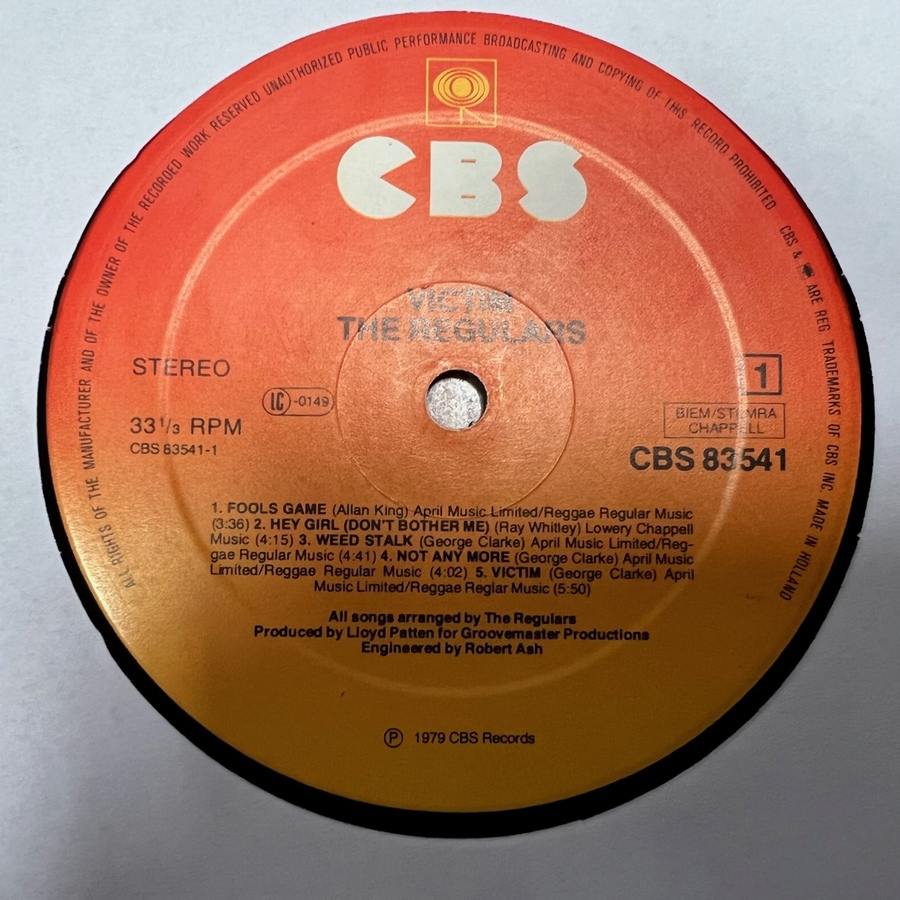 ALL RIGHTS OF THE MANUFACTURER AND OF THE OWNER OF THE RECORDED WORK RESERVED UNAUTHORIZED PUBLIC PERFORMANCE BROADCASTING AND COPYING OF THIS RECORD PROHIBITED CBS & ARE REG. TRADEMARKS OF CBS INC. MADE IN HOLLAND
CBS
VICTIM
THE REGULARS
STEREO
1
LC -0149
33 1/3 RPM
BIEM/STEMRA
CHAPPELL
CBS 83541-1
CBS 83541
1. FOOLS GAME (Allan King) April Music Limited/Reggae Regular Music
(3:36) 2. HEY GIRL (DON'T BOTHER ME) (Ray Whitley) Lowery Chappell
Music (4:15) 3. WEED STALK (George Clarke) April Music Limited/Reg-
gae Regular Music (4:41) 4. NOT ANY MORE (George Clarke) April Music
Limited/Reggae Regular Music (4:02) 5. VICTIM (George Clarke) April
Music Limited/Reggae Reglar Music (5:50)
All songs arranged by The Regulars
Produced by Lloyd Patten for Groovemaster Productions
Engineered by Robert Ash
Ⓟ 1979 CBS Records